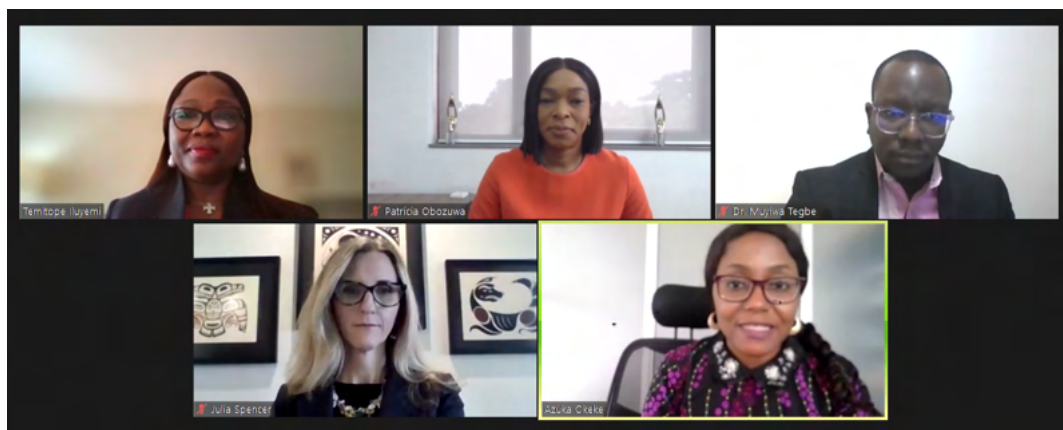 Temitope Iluyemi
Patricia Obozuwa
Dr. Muyiwa Tegbe
Julia Spencer
Azuka Okeke